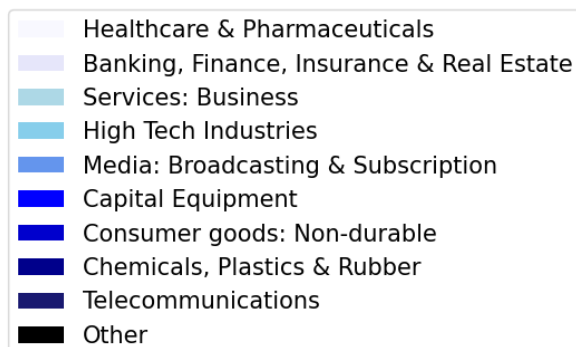 Healthcare & Pharmaceuticals
Banking, Finance, Insurance & Real Estate
Services: Business
High Tech Industries
Media: Broadcasting & Subscription
Capital Equipment
Consumer goods: Non-durable
Chemicals, Plastics & Rubber
Telecommunications
Other